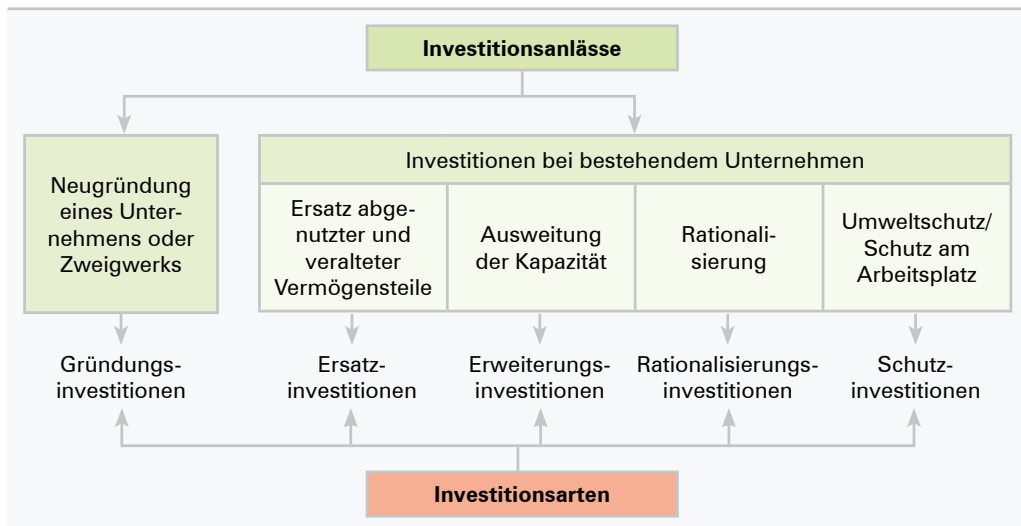 Investitionsanlässe
Neugründung
eines Unter-
nehmens oder
Zweigwerks
Investitionen bei bestehendem Unternehmen
Ersatz abge-
nutzter und
veralteter
Vermögensteile
Ausweitung
der Kapazität
Rationali-
sierung
Umweltschutz/
Schutz am
Arbeitsplatz
Gründungs-
investitionen
Ersatz-
investitionen
Erweiterungs-
investitionen
Rationalisierungs-
investitionen
Schutz-
investitionen
Investitionsarten